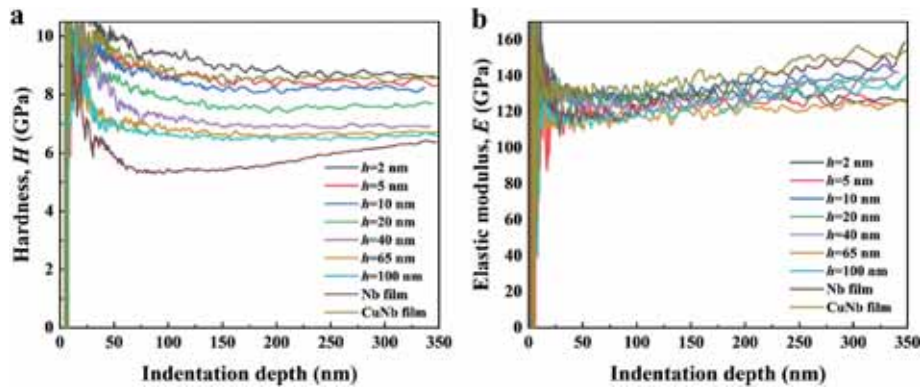 a
Hardness, H (GPa)
10
8
6
4
2
0
0 50 100 150 200 250 300 350
Indentation depth (nm)
h=2 nm
h=5 nm
h=10 nm
h=20 nm
h=40 nm
h=65 nm
h=100 nm
Nb film
CuNb film
b
Elastic modulus, E (GPa)
160
140
120
100
80
60
40
20
0
0 50 100 150 200 250 300 350
Indentation depth (nm)
h=2 nm
h=5 nm
h=10 nm
h=20 nm
h=40 nm
h=65 nm
h=100 nm
Nb film
CuNb film